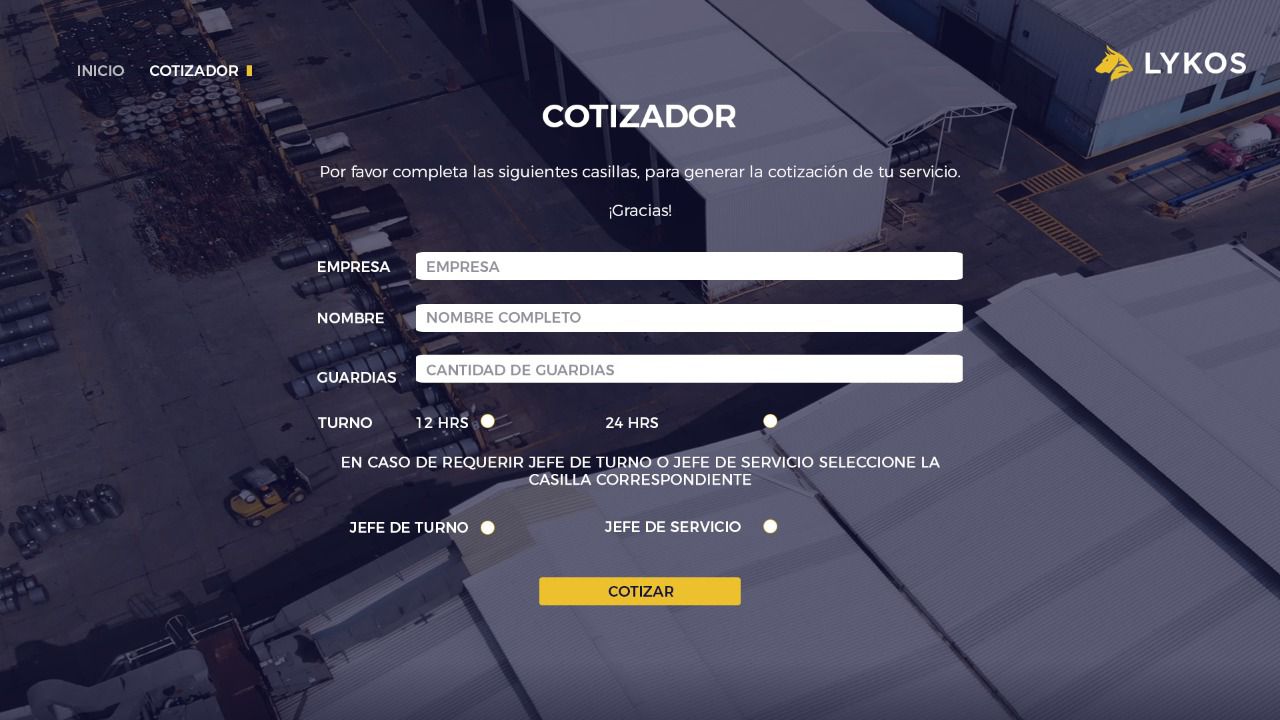 INICIO COTIZADOR
LYKOS
COTIZADOR
Por favor completa las siguientes casillas, para generar la cotización de tu servicio.
¡Gracias!
EMPRESA EMPRESA
NOMBRE NOMBRE COMPLETO
GUARDIAS CANTIDAD DE GUARDIAS
TURNO 12 HRS 24 HRS
EN CASO DE REQUERIR JEFE DE TURNO O JEFE DE SERVICIO SELECCIONE LA
CASILLA CORRESPONDIENTE
JEFE DE TURNO JEFE DE SERVICIO
COTIZAR